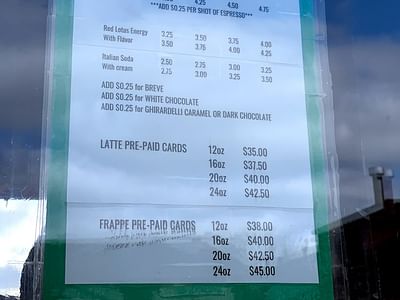 4.25 4.50 4.75
***ADD $0.25 PER SHOT OF ESPRESSO***
Red Lotus Energy 3.25 3.50 3.75 4.00
With Flavor 3.50 3.75 4.00 4.25
Italian Soda 2.50 2.75 3.00 3.25
With cream 2.75 3.00 3.25 3.50
ADD $0.25 for BREVE
ADD $0.25 for WHITE CHOCOLATE
ADD $0.25 for GHIRARDELLI CARAMEL OR DARK CHOCOLATE
LATTE PRE-PAID CARDS 12oz $35.00
16oz $37.50
20oz $40.00
24oz $42.50
FRAPPE PRE-PAID CARDS 12oz $38.00
16oz $40.00
20oz $42.50
24oz $45.00